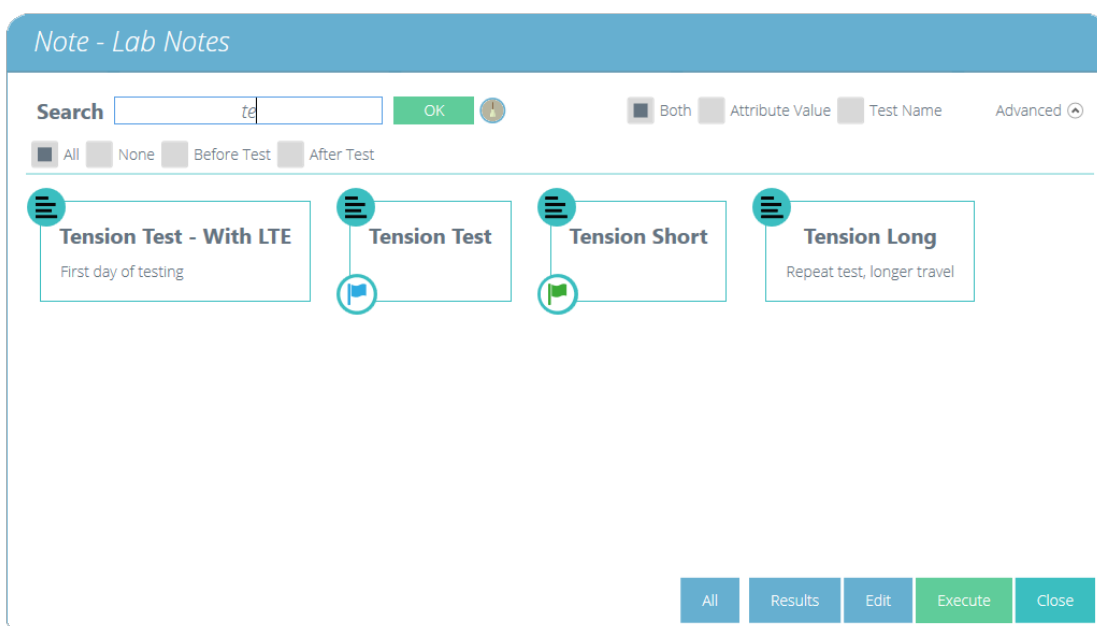 Note - Lab Notes
Search te OK Both Attribute Value Test Name Advanced
All None Before Test After Test
Tension Test - With LTE
First day of testing
Tension Test
Tension Short
Tension Long
Repeat test, longer travel
All Results Edit Execute Close